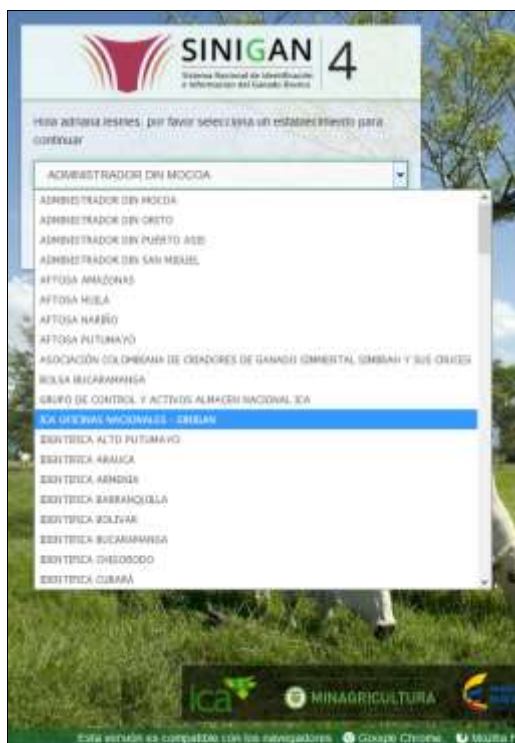 SINIGAN 4
Sistema Nacional de Identificación
e Información del Ganado Bovino
Hola adriana lesmes, por favor selecciona un establecimiento para
continuar
ADMINISTRADOR DIN MOCOA
ADMINISTRADOR DIN MOCOA
ADMINISTRADOR DIN ORITO
ADMINISTRADOR DIN PUERTO ASIS
ADMINISTRADOR DIN SAN MIGUEL
AFTOSA AMAZONAS
AFTOSA HUILA
AFTOSA NARIÑO
AFTOSA PUTUMAYO
ASOCIACIÓN COLOMBIANA DE CRIADORES DE GANADO SIMMENTAL SIMBRAH Y SUS CRUCES
BOLSA BUCARAMANGA
GRUPO DE CONTROL Y ACTIVOS ALMACEN NACIONAL ICA
ICA OFICINAS NACIONALES - SINIGAN
IDENTIFICA ALTO PUTUMAYO
IDENTIFICA ARAUCA
IDENTIFICA ARMENIA
IDENTIFICA BARRANQUILLA
IDENTIFICA BOLIVAR
IDENTIFICA BUCARAMANGA
IDENTIFICA CHIGORODO
IDENTIFICA CUBARÁ
ica MINAGRICULTURA
Esta versión es compatible con los navegadores Google Chrome Mozilla F